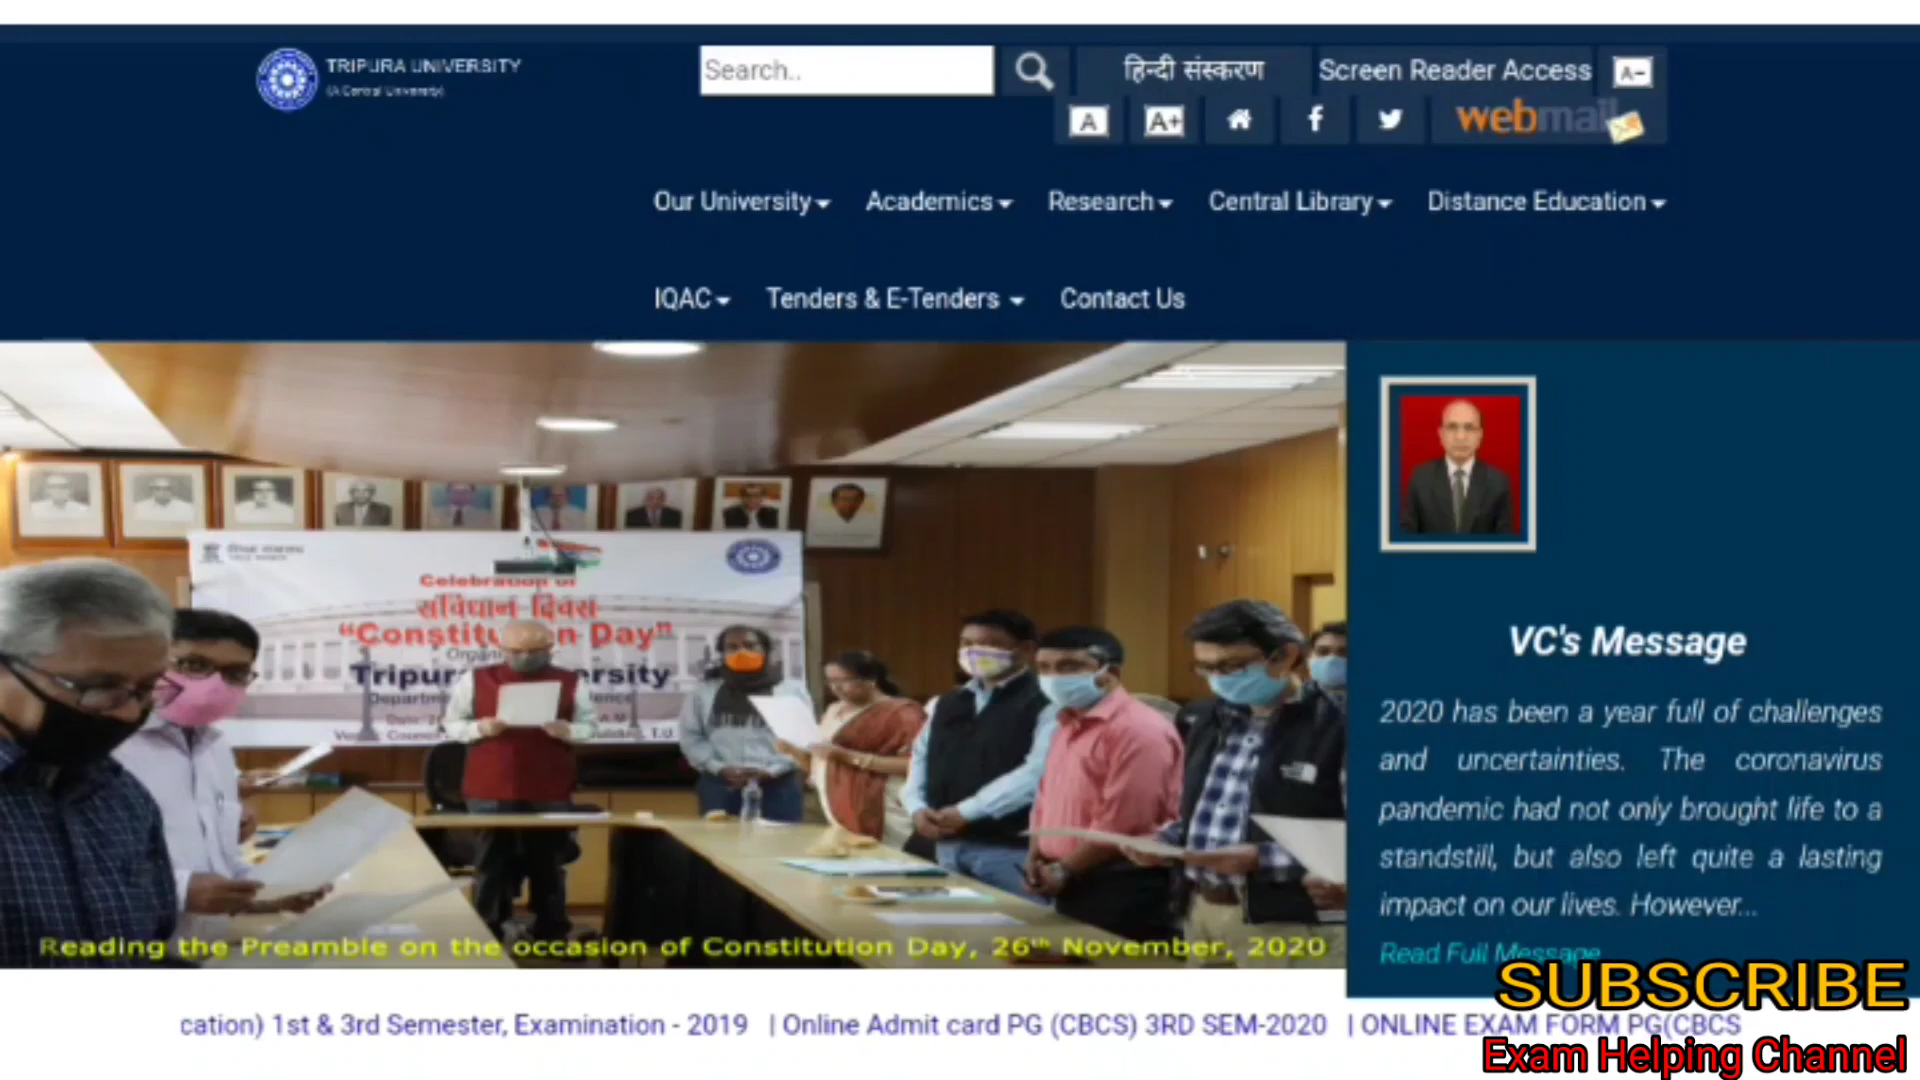 TRIPURA UNIVERSITY
(A Central University)
Search..
हिन्दी संस्करण
Screen Reader Access
A-
A
A+
webmail
Our University
Academics
Research
Central Library
Distance Education
IQAC
Tenders & E-Tenders
Contact Us
Celebration of
संविधान दिवस
"Constitu n Day"
Tripur ersity
Reading the Preamble on the occasion of Constitution Day, 26th November, 2020
VC's Message
2020 has been a year full of challenges
and uncertainties. The coronavirus
pandemic had not only brought life to a
standstill, but also left quite a lasting
impact on our lives. However...
Read Full Message
cation) 1st & 3rd Semester, Examination - 2019 | Online Admit card PG (CBCS) 3RD SEM-2020 | ONLINE EXAM FORM PG(CBCS
SUBSCRIBE
Exam Helping Channel